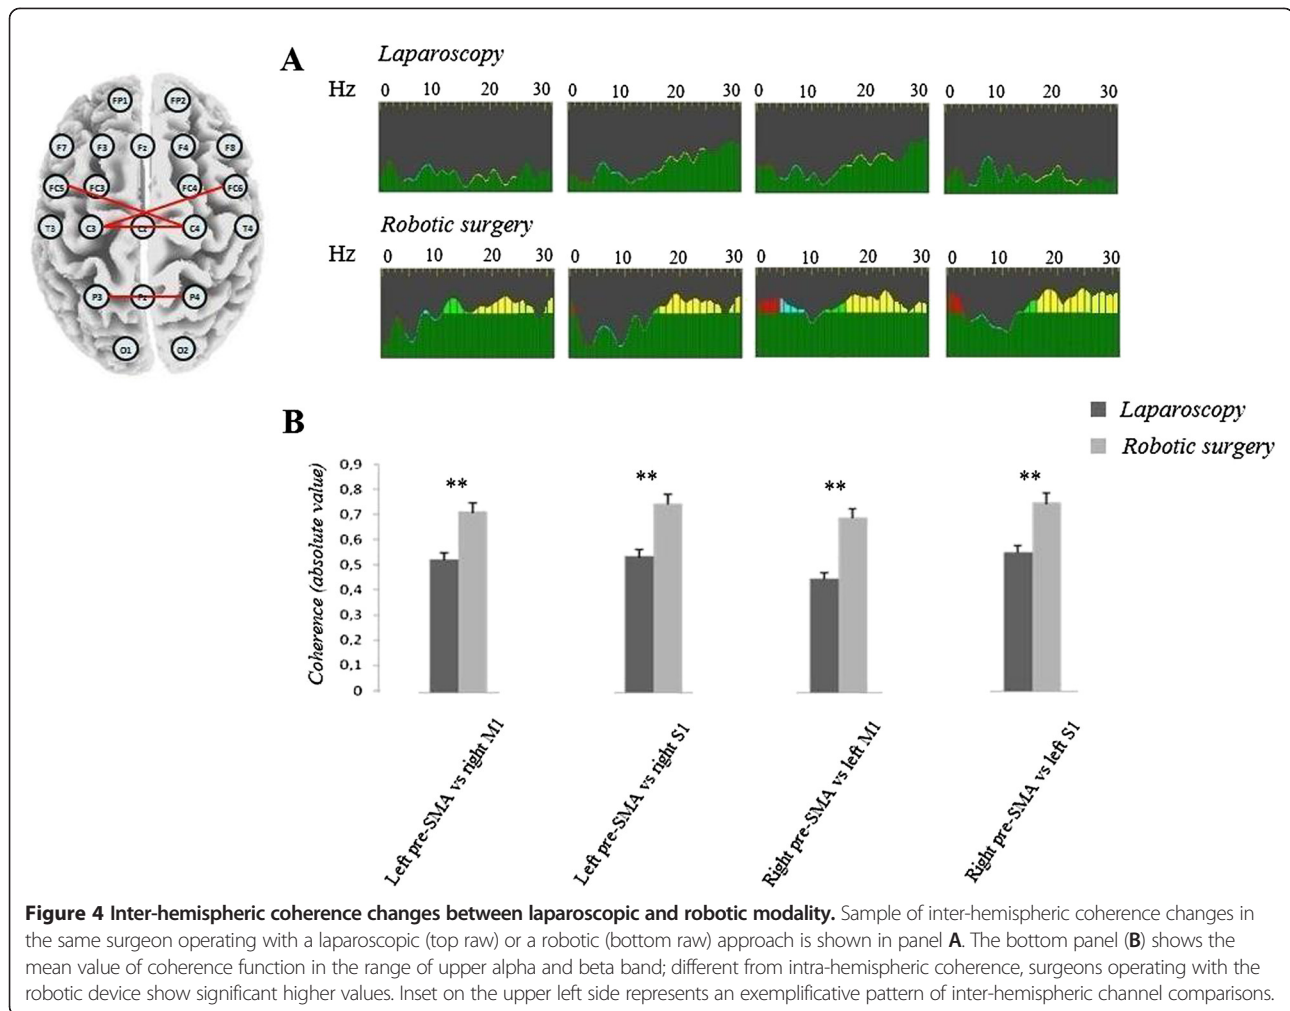 A
Laparoscopy
Hz 0 10 20 30 0 10 20 30 0 10 20 30 0 10 20 30
Robotic surgery
Hz 0 10 20 30 0 10 20 30 0 10 20 30 0 10 20 30
FP1 FP2
F7 F3 Fz F4 F8
FC5 FC3 FC4 FC6
T3 C3 Cz C4 T4
P3 Pz P4
O1 O2
B
Laparoscopy
Robotic surgery
Coherence (absolute value)
0,9
0,8
0,7
0,6
0,5
0,4
0,3
0,2
0,1
0
** ** ** **
Left pre-SMA vs right M1
Left pre-SMA vs right S1
Right pre-SMA vs left M1
Right pre-SMA vs left S1
Figure 4 Inter-hemispheric coherence changes between laparoscopic and robotic modality. Sample of inter-hemispheric coherence changes in
the same surgeon operating with a laparoscopic (top raw) or a robotic (bottom raw) approach is shown in panel A. The bottom panel (B) shows the
mean value of coherence function in the range of upper alpha and beta band; different from intra-hemispheric coherence, surgeons operating with the
robotic device show significant higher values. Inset on the upper left side represents an exemplificative pattern of inter-hemispheric channel comparisons.